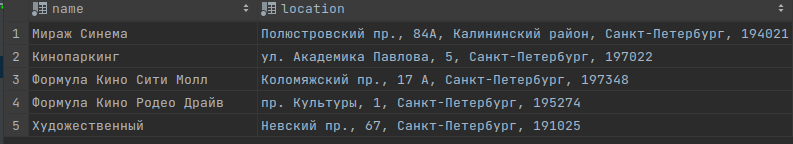 name location
1 Мираж Синема Полюстровский пр., 84А, Калининский район, Санкт-Петербург, 194021
2 Кинопаркинг ул. Академика Павлова, 5, Санкт-Петербург, 197022
3 Формула Кино Сити Молл Коломяжский пр., 17 А, Санкт-Петербург, 197348
4 Формула Кино Родео Драйв пр. Культуры, 1, Санкт-Петербург, 195274
5 Художественный Невский пр., 67, Санкт-Петербург, 191025